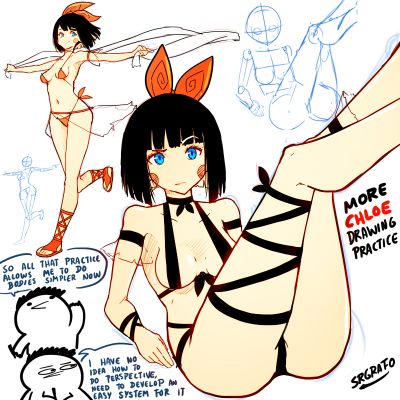 MORE
CHLOE
DRAWING
PRACTICE
SO ALL THAT PRACTICE
ALLOWS ME TO DO
BODIES SIMPIER NOW
I HAVE NO
IDEA HOW TO
DO PERSPECTIVE,
NEED TO DEVELOP AN
EASY SYSTEM FOR IT
SRGRAFO